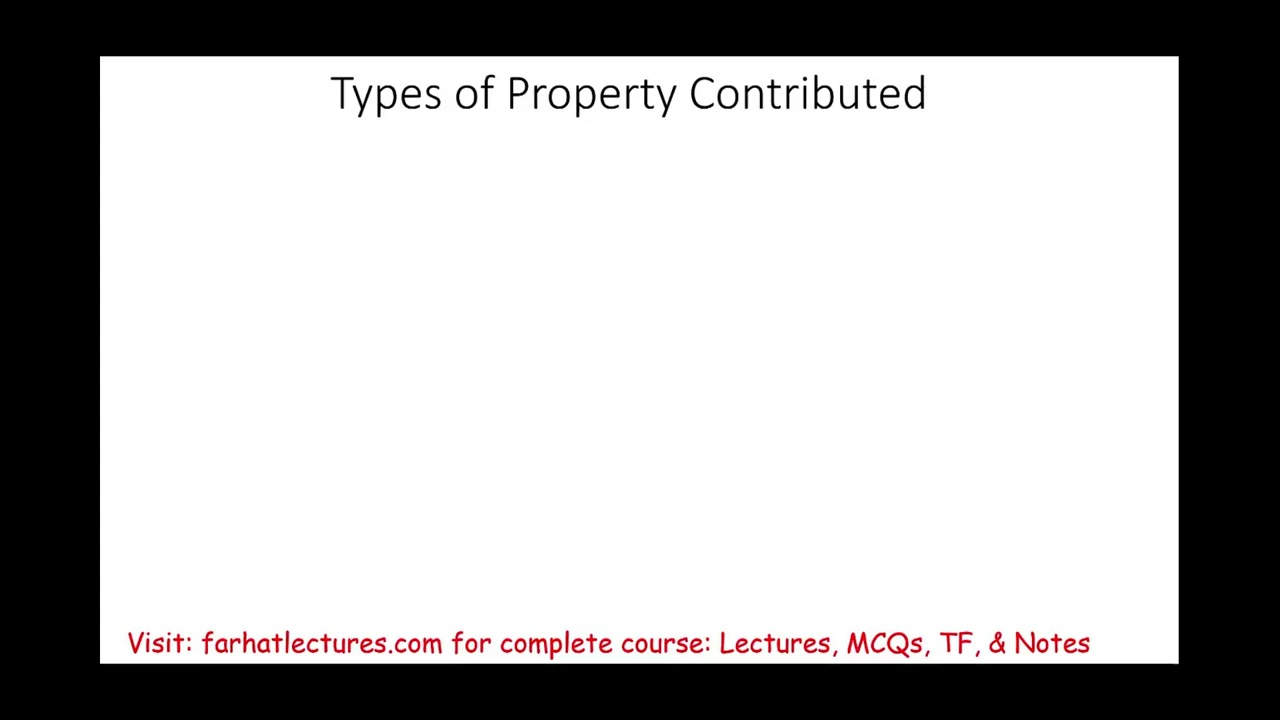 Types of Property Contributed
Visit: farhatlectures.com for complete course: Lectures, MCQs, TF, & Notes